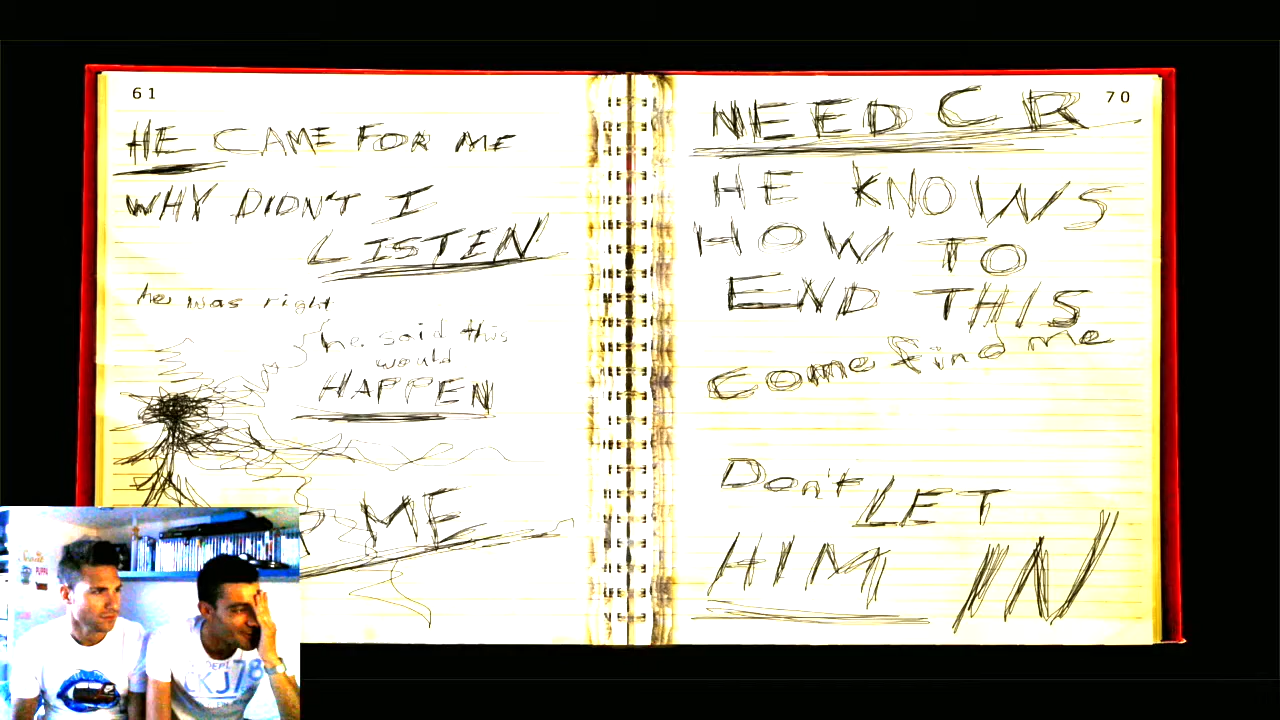 61
HE CAME FOR ME
WHY DIDN'T I
LISTEN
he was right
he said this
would
HAPPEN
ME
70
NEED CR
HE KNOWS
HOW TO
END THIS
Come find me
Don't LET
HIM IN
CKJ78